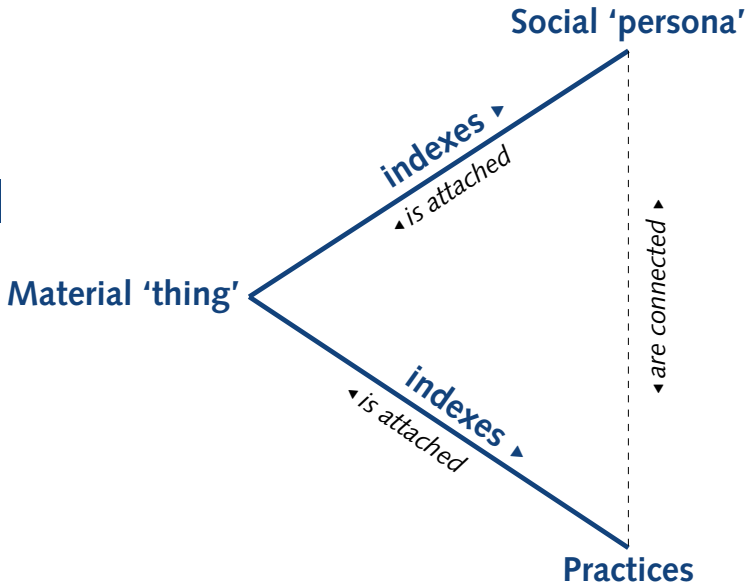 Social ‘persona’
indexes ▸
◂ is attached
Material ‘thing’
◂ are connected ▸
indexes ▸
◂ is attached
Practices